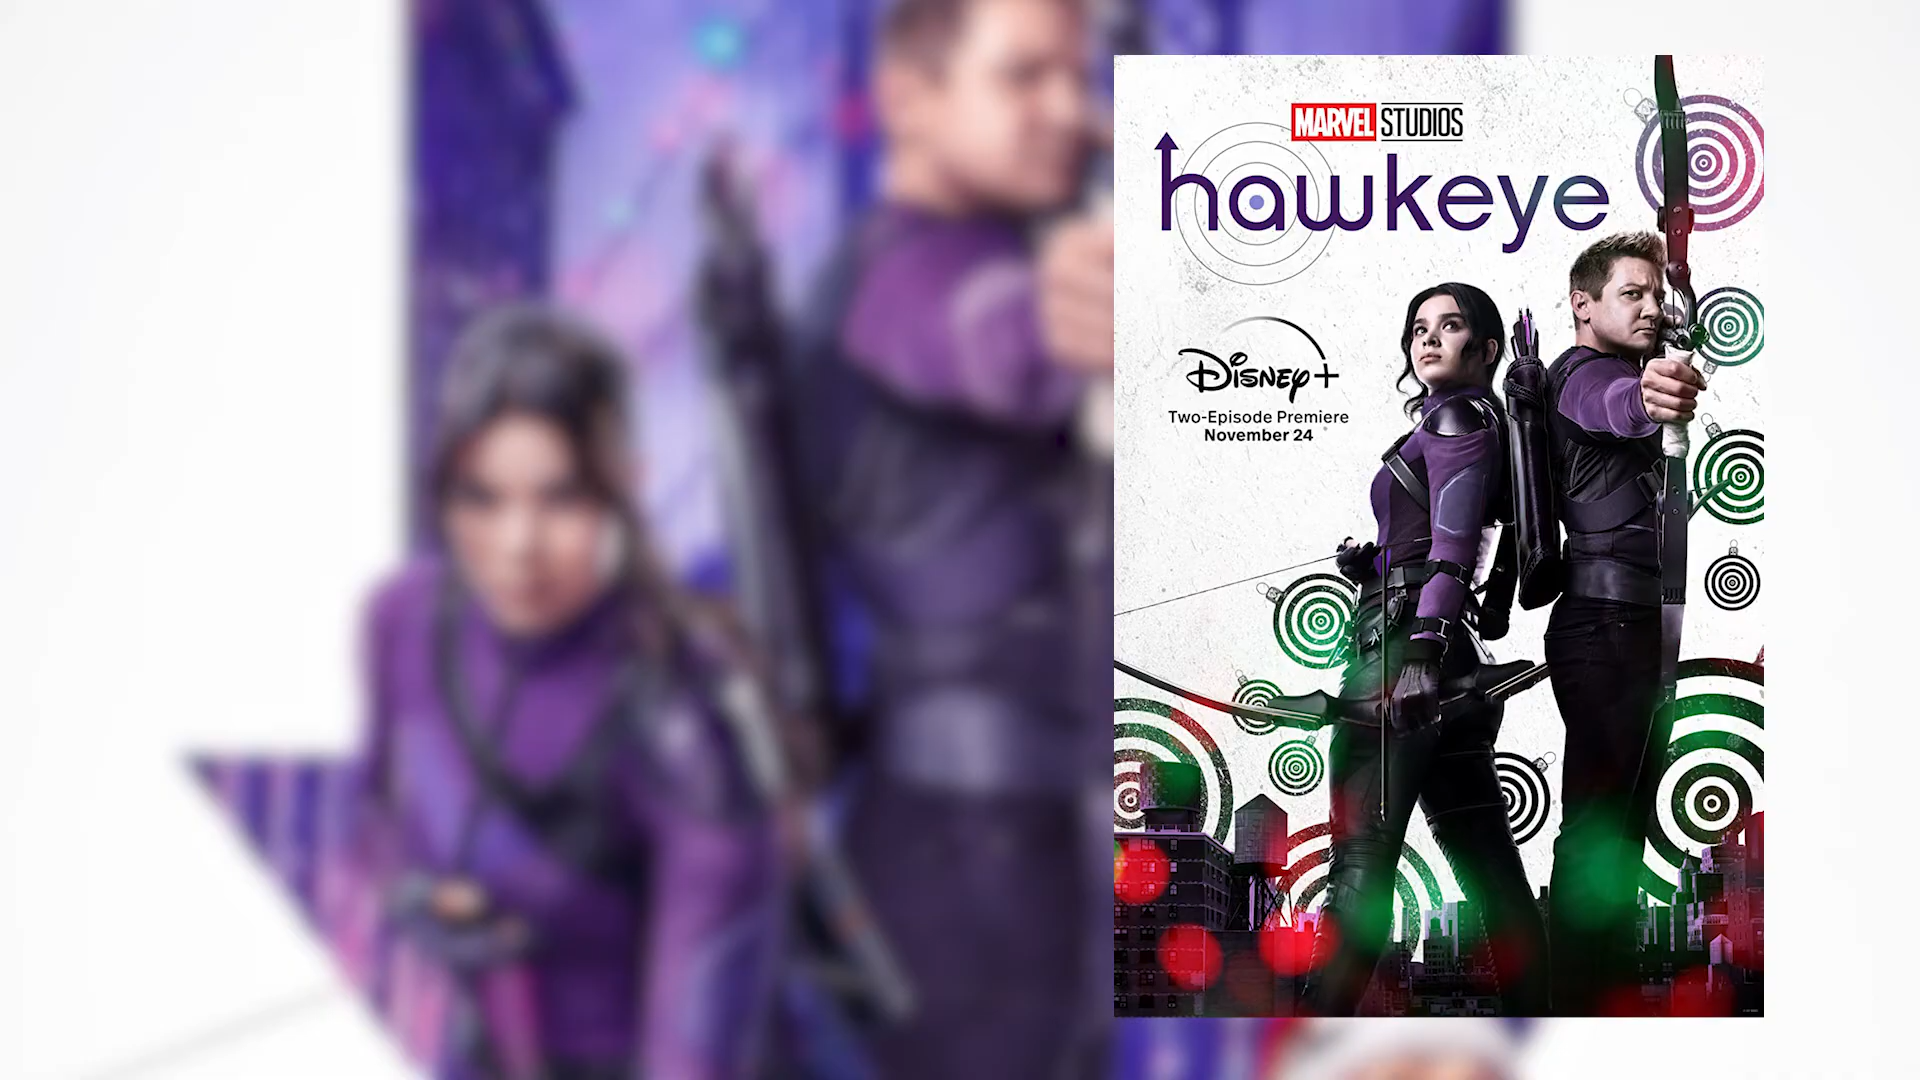 MARVEL STUDIOS
hawkeye
Disney+
Two-Episode Premiere
November 24